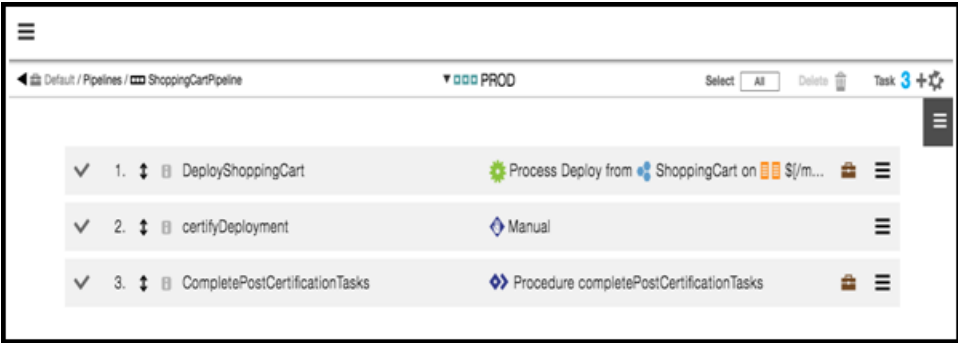 Default / Pipelines / ShoppingCartPipeline PROD Select All Delete Task 3
1. DeployShoppingCart Process Deploy from ShoppingCart on $[/m...
2. certifyDeployment Manual
3. CompletePostCertificationTasks Procedure completePostCertificationTasks